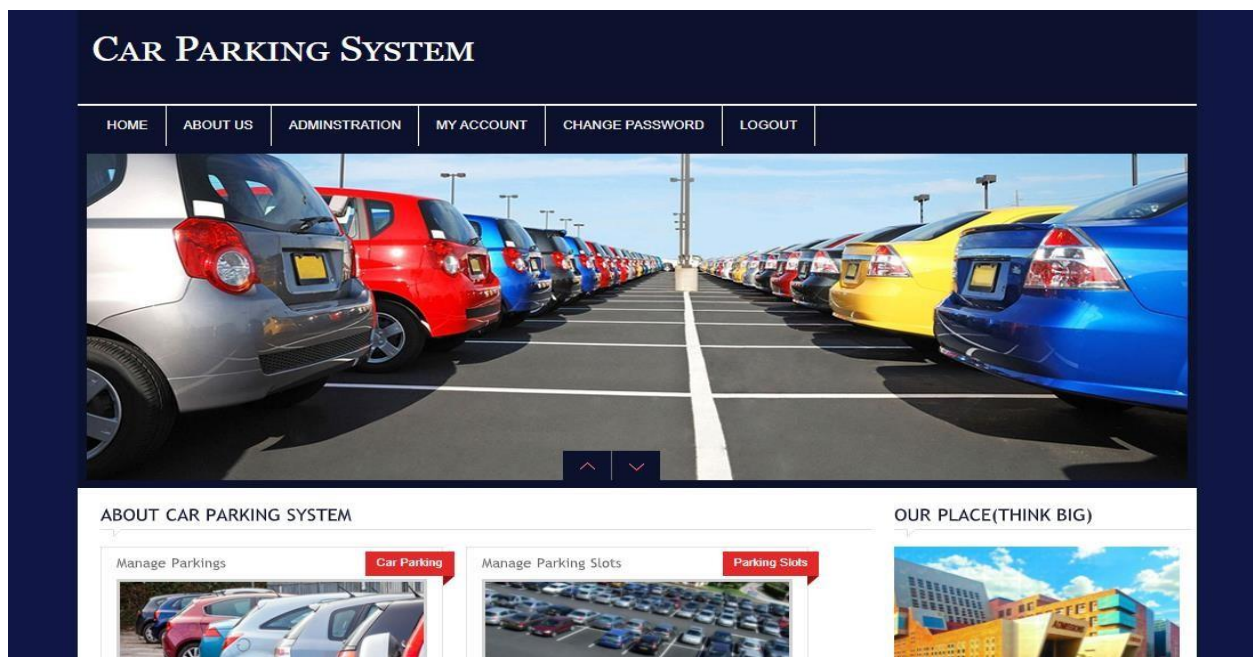 CAR PARKING SYSTEM
HOME ABOUT US ADMINSTRATION MY ACCOUNT CHANGE PASSWORD LOGOUT
ABOUT CAR PARKING SYSTEM
OUR PLACE(THINK BIG)
Manage Parkings Car Parking
Manage Parking Slots Parking Slots